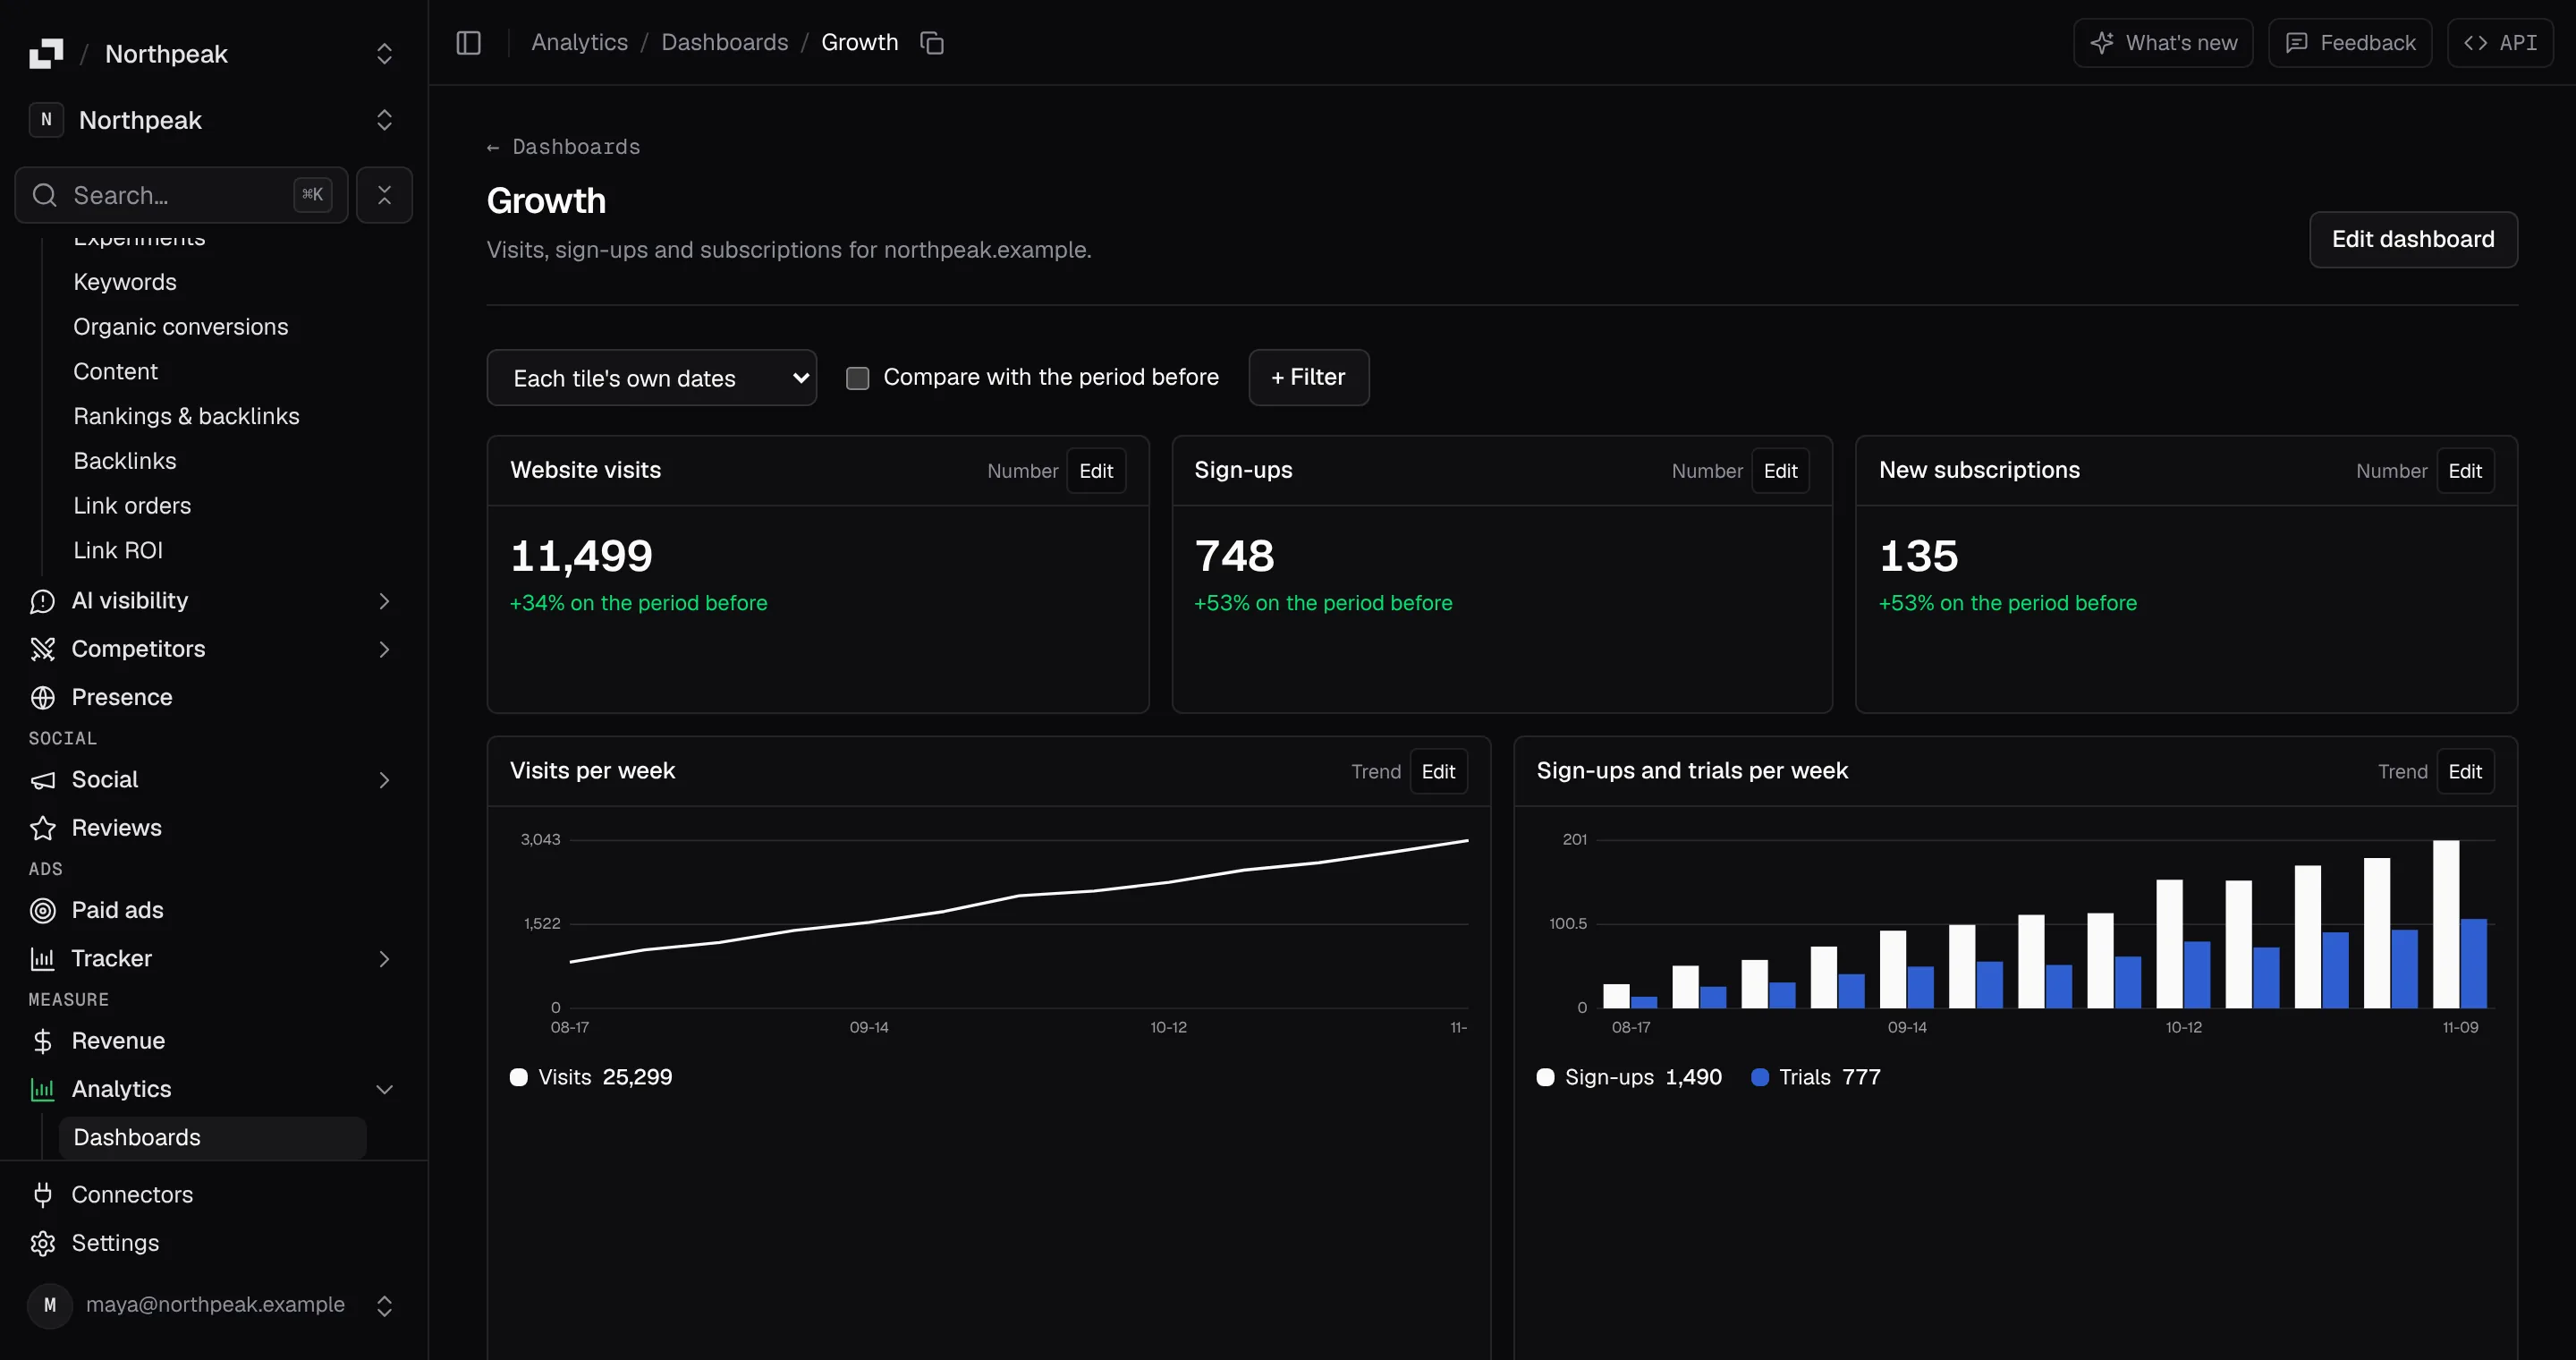 / Northpeak
N Northpeak
Search... ⌘K
Experiments
Keywords
Organic conversions
Content
Rankings & backlinks
Backlinks
Link orders
Link ROI
AI visibility
Competitors
Presence
SOCIAL
Social
Reviews
ADS
Paid ads
Tracker
MEASURE
Revenue
Analytics
Dashboards
Connectors
Settings
M maya@northpeak.example
Analytics / Dashboards / Growth
What's new
Feedback
<> API
← Dashboards
Growth
Visits, sign-ups and subscriptions for northpeak.example.
Edit dashboard
Each tile's own dates
Compare with the period before
+ Filter
Website visits Number Edit
11,499
+34% on the period before
Sign-ups Number Edit
748
+53% on the period before
New subscriptions Number Edit
135
+53% on the period before
Visits per week Trend Edit
3,043
1,522
0
08-17 09-14 10-12 11-
Visits 25,299
Sign-ups and trials per week Trend Edit
201
100.5
0
08-17 09-14 10-12 11-09
Sign-ups 1,490 Trials 777